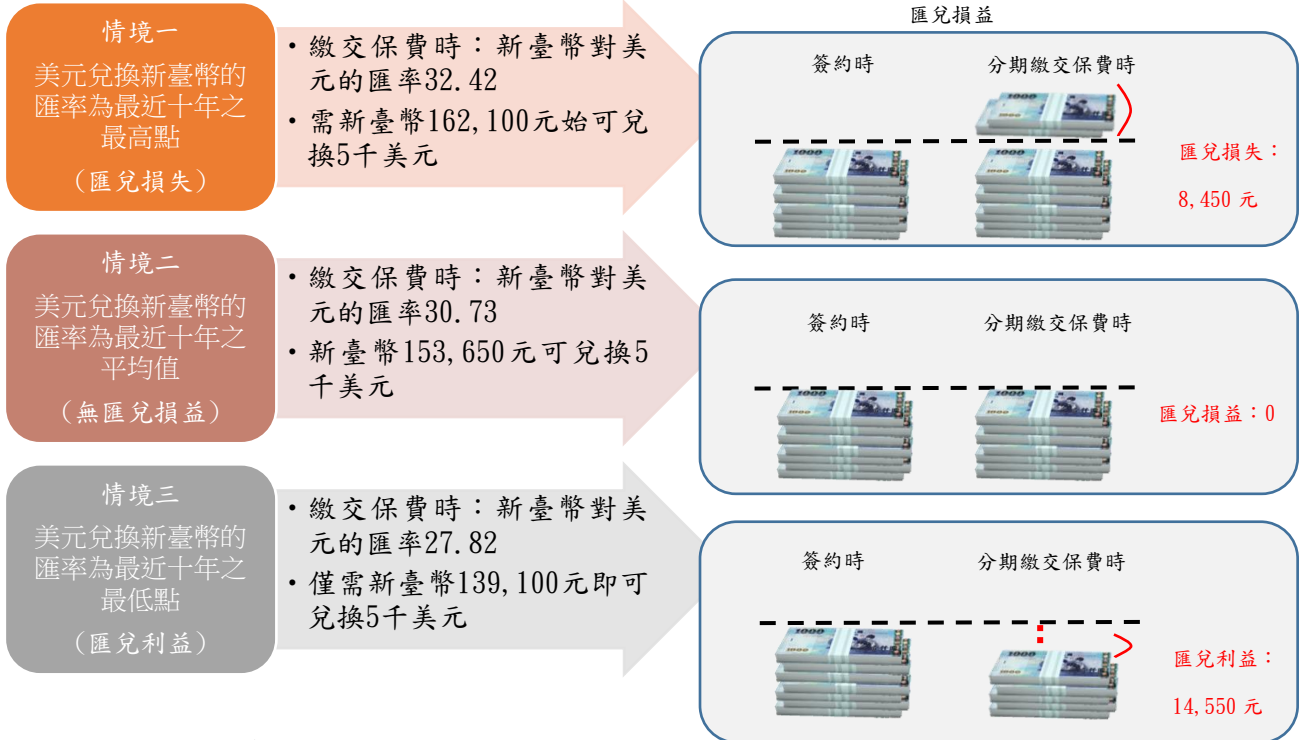 匯兌損益
情境一
美元兌換新臺幣的
匯率為最近十年之
最高點
（匯兌損失）
・繳交保費時：新臺幣對美
元的匯率32.42
・需新臺幣162,100元始可兌
換5千美元
簽約時
分期繳交保費時
1000
1000
匯兌損失：
8,450 元
情境二
美元兌換新臺幣的
匯率為最近十年之
平均值
（無匯兌損益）
・繳交保費時：新臺幣對美
元的匯率30.73
・新臺幣153,650元可兌換5
千美元
簽約時
分期繳交保費時
1000
1000
匯兌損益：0
情境三
美元兌換新臺幣的
匯率為最近十年之
最低點
（匯兌利益）
・繳交保費時：新臺幣對美
元的匯率27.82
・僅需新臺幣139,100元即可
兌換5千美元
簽約時
分期繳交保費時
1000
1000
匯兌利益：
14,550 元